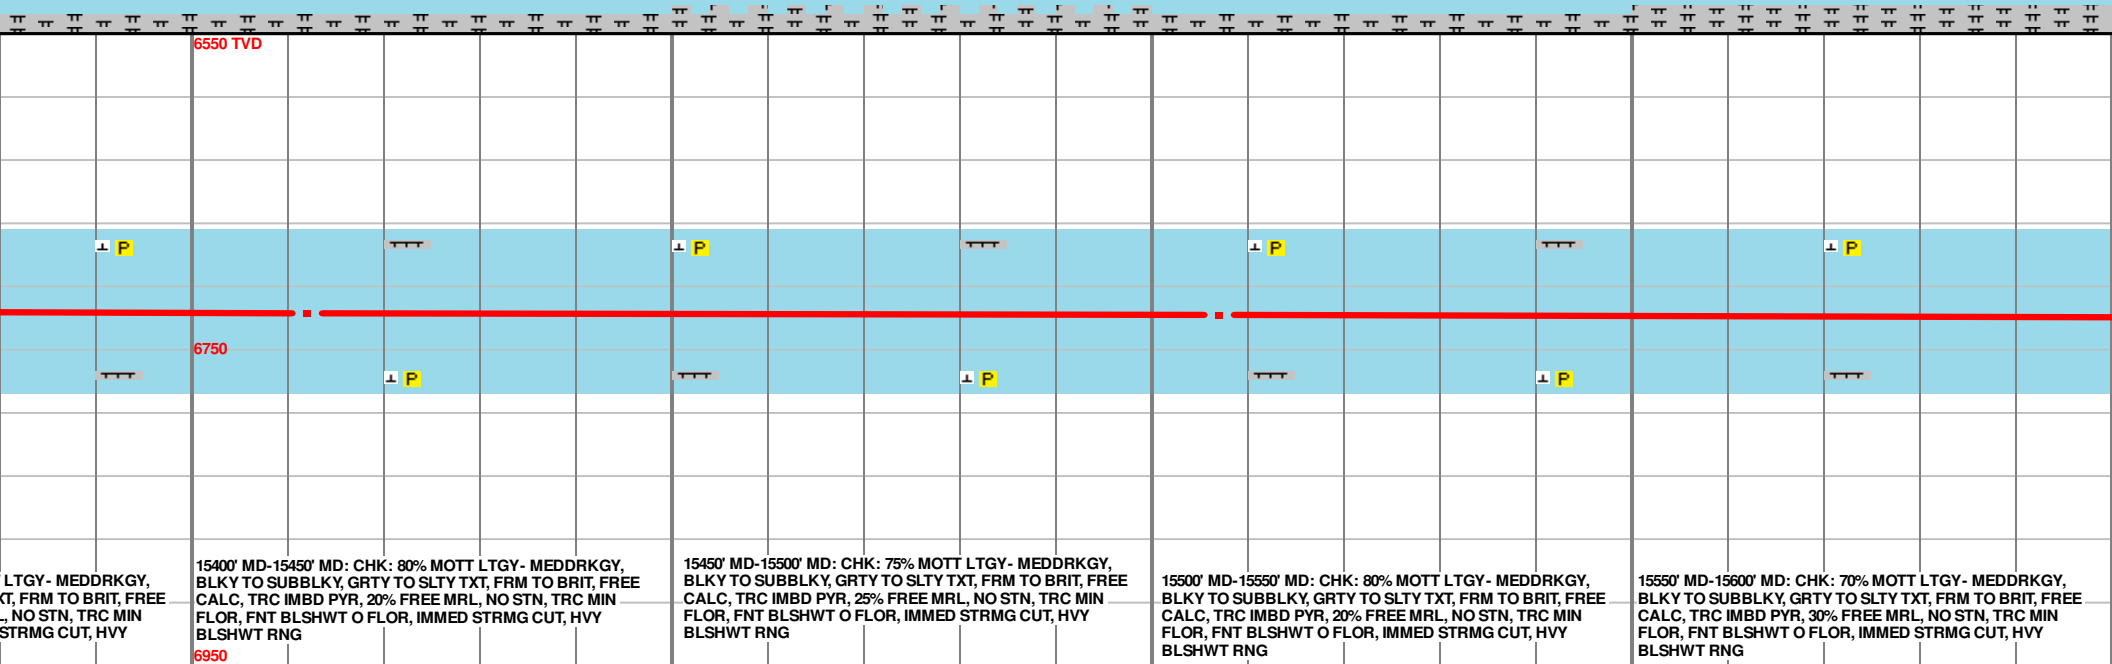 6550 TVD
P
P
P
P
6750
P
P
P
LTGY- MEDDRKGY,
XT, FRM TO BRIT, FREE
, NO STN, TRC MIN
STRMG CUT, HVY
15400' MD-15450' MD: CHK: 80% MOTT LTGY- MEDDRKGY,
BLKY TO SUBBLKY, GRTY TO SLTY TXT, FRM TO BRIT, FREE
CALC, TRC IMBD PYR, 20% FREE MRL, NO STN, TRC MIN
FLOR, FNT BLSHWT O FLOR, IMMED STRMG CUT, HVY
BLSHWT RNG
15450' MD-15500' MD: CHK: 75% MOTT LTGY- MEDDRKGY,
BLKY TO SUBBLKY, GRTY TO SLTY TXT, FRM TO BRIT, FREE
CALC, TRC IMBD PYR, 25% FREE MRL, NO STN, TRC MIN
FLOR, FNT BLSHWT O FLOR, IMMED STRMG CUT, HVY
BLSHWT RNG
15500' MD-15550' MD: CHK: 80% MOTT LTGY- MEDDRKGY,
BLKY TO SUBBLKY, GRTY TO SLTY TXT, FRM TO BRIT, FREE
CALC, TRC IMBD PYR, 20% FREE MRL, NO STN, TRC MIN
FLOR, FNT BLSHWT O FLOR, IMMED STRMG CUT, HVY
BLSHWT RNG
15550' MD-15600' MD: CHK: 70% MOTT LTGY- MEDDRKGY,
BLKY TO SUBBLKY, GRTY TO SLTY TXT, FRM TO BRIT, FREE
CALC, TRC IMBD PYR, 30% FREE MRL, NO STN, TRC MIN
FLOR, FNT BLSHWT O FLOR, IMMED STRMG CUT, HVY
BLSHWT RNG
6950